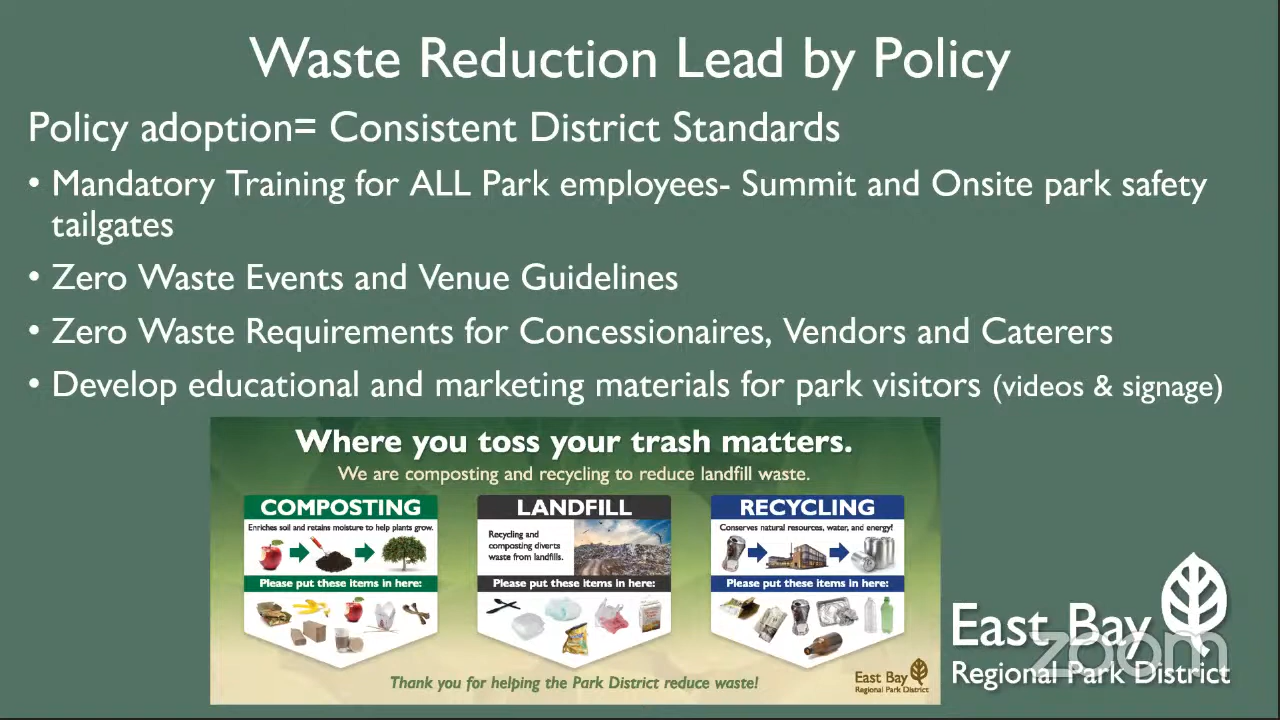 Waste Reduction Lead by Policy
Policy adoption= Consistent District Standards
• Mandatory Training for ALL Park employees- Summit and Onsite park safety
tailgates
• Zero Waste Events and Venue Guidelines
• Zero Waste Requirements for Concessionaires, Vendors and Caterers
• Develop educational and marketing materials for park visitors (videos & signage)
Where you toss your trash matters.
We are composting and recycling to reduce landfill waste.
COMPOSTING
Enriches soil and retains moisture to help plants grow.
Please put these items in here:
LANDFILL
Recycling and
composting diverts
waste from landfills.
Please put these items in here:
RECYCLING
Conserves natural resources, water, and energy!
Please put these items in here:
Thank you for helping the Park District reduce waste!
East Bay
Regional Park District
East Bay
Regional Park District
zoom